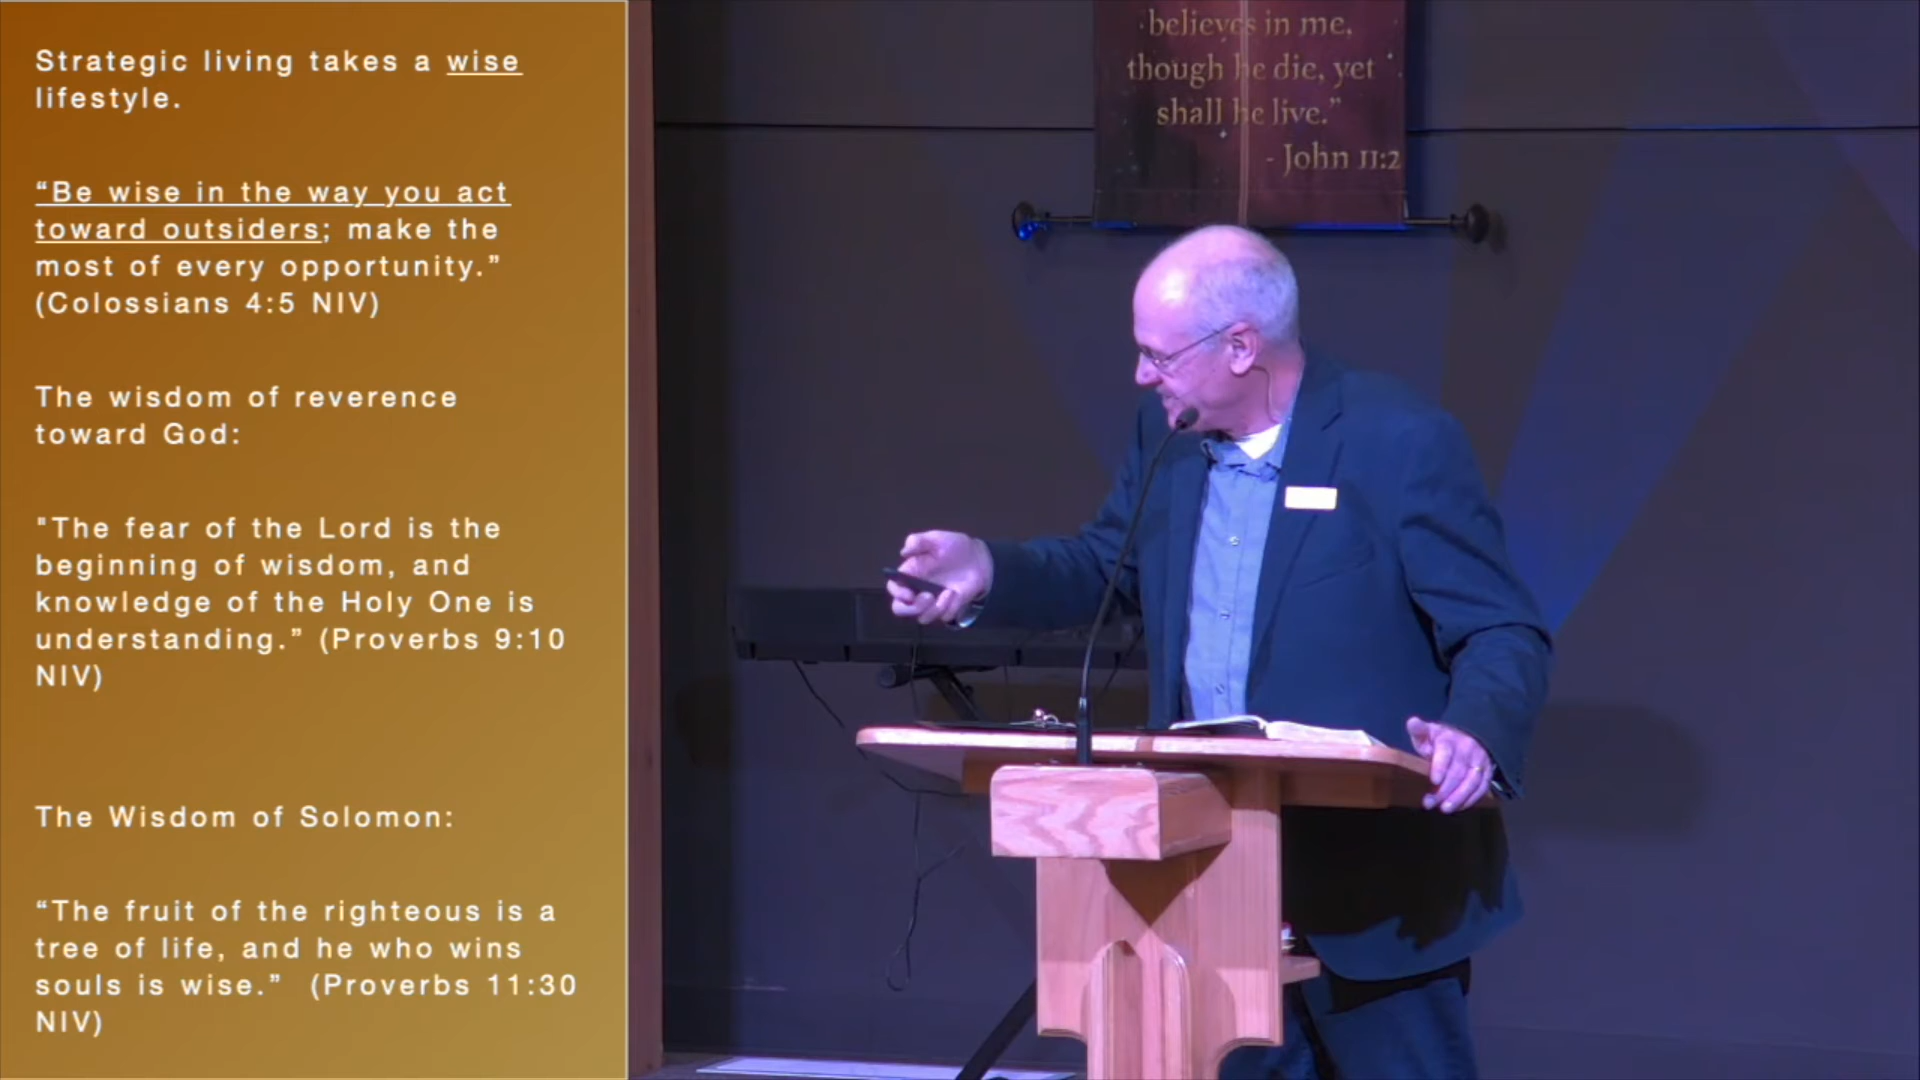 Strategic living takes a wise
lifestyle.
“Be wise in the way you act
toward outsiders; make the
most of every opportunity.”
(Colossians 4:5 NIV)
The wisdom of reverence
toward God:
"The fear of the Lord is the
beginning of wisdom, and
knowledge of the Holy One is
understanding.” (Proverbs 9:10
NIV)
The Wisdom of Solomon:
“The fruit of the righteous is a
tree of life, and he who wins
souls is wise.”  (Proverbs 11:30
NIV)
believes in me,
though he die, yet
shall he live.”
- John 11:2